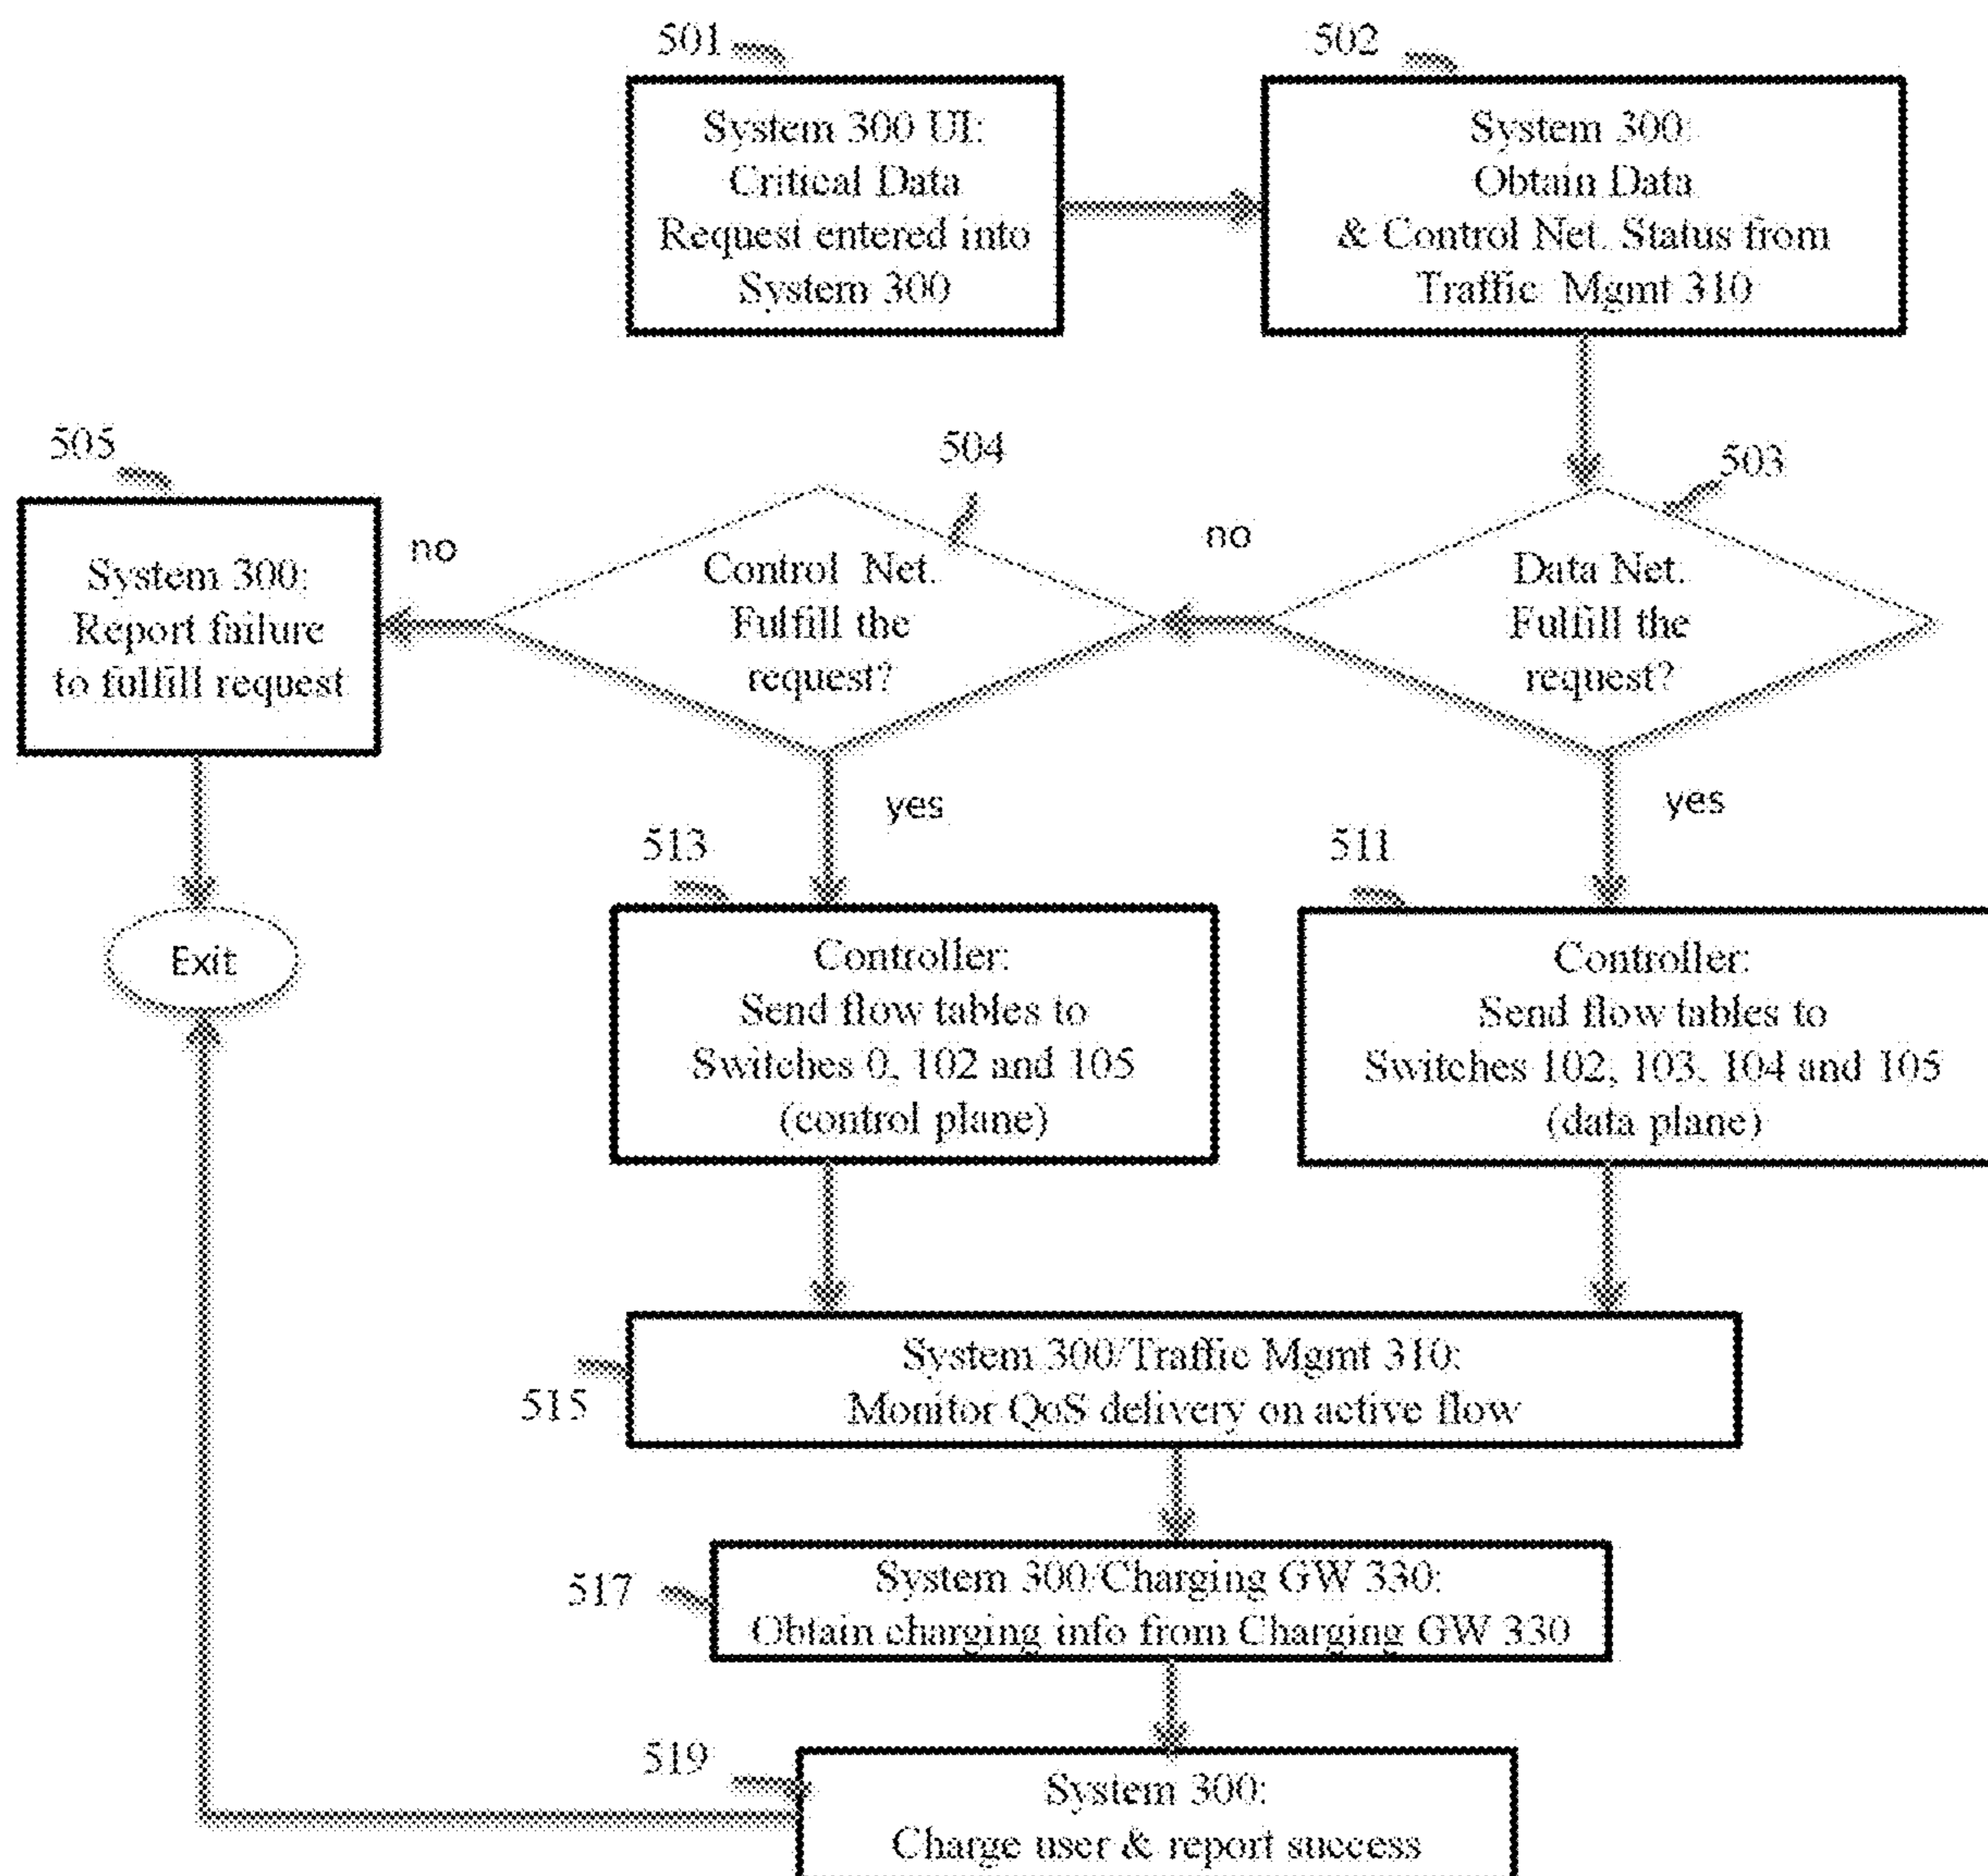 501
System 300 UI:
Critical Data
Request entered into
System 300
502
System 300:
Obtain Data
& Control Net. Status from
Traffic Mgmt 310
503
Data Net.
Fulfill the
request?
no
yes
504
Control Net.
Fulfill the
request?
no
yes
505
System 300:
Report failure
to fulfill request
Exit
513
Controller:
Send flow tables to
Switches 0, 102 and 105
(control plane)
511
Controller:
Send flow tables to
Switches 102, 103, 104 and 105
(data plane)
515
System 300/Traffic Mgmt 310:
Monitor QoS delivery on active flow
517
System 300/Charging GW 330:
Obtain charging info from Charging GW 330
519
System 300:
Charge user & report success